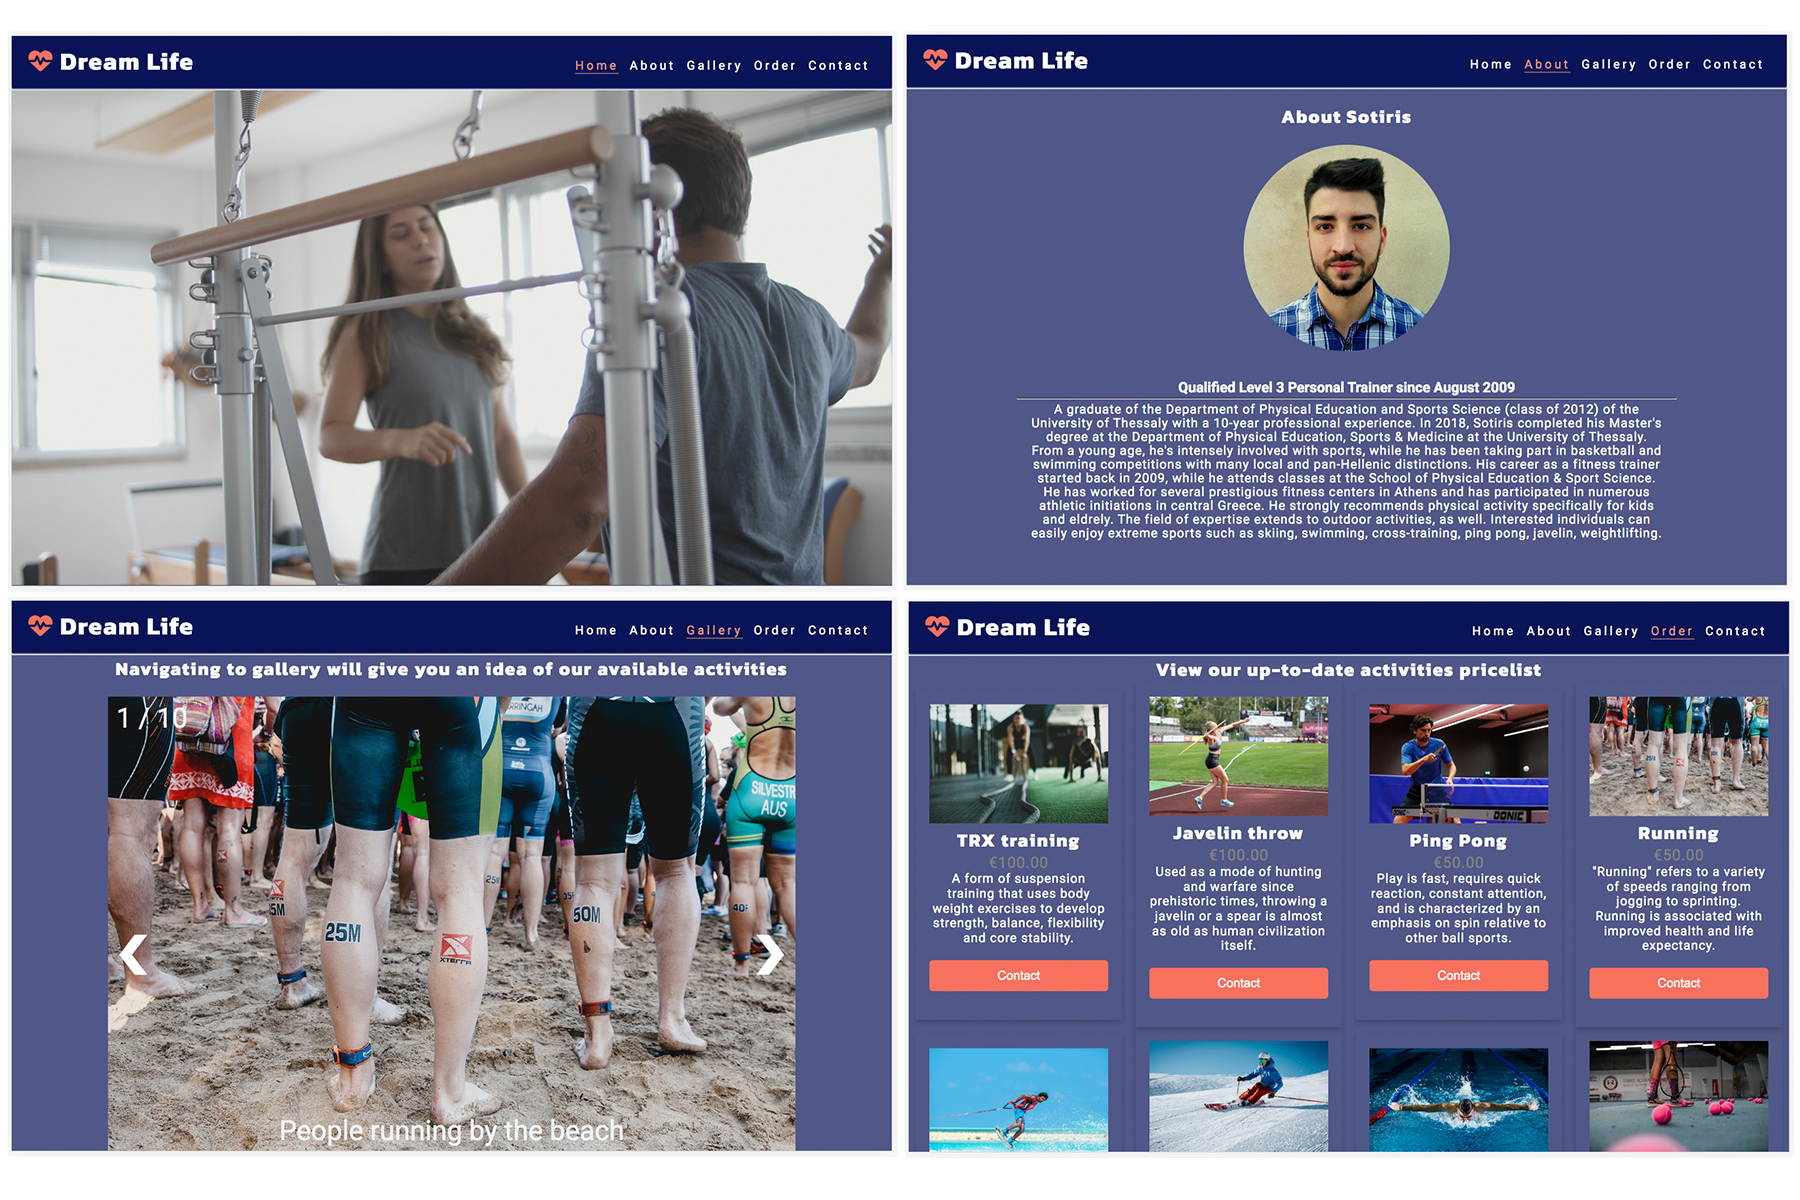 Dream Life
Home About Gallery Order Contact
Dream Life
Home About Gallery Order Contact
About Sotiris
Qualified Level 3 Personal Trainer since August 2009
A graduate of the Department of Physical Education and Sports Science (class of 2012) of the
University of Thessaly with a 10-year professional experience. In 2018, Sotiris completed his Master's
degree at the Department of Physical Education, Sports & Medicine at the University of Thessaly.
From a young age, he's intensely involved with sports, while he has been taking part in basketball and
swimming competitions with many local and pan-Hellenic distinctions. His career as a fitness trainer
started back in 2009, while he attends classes at the School of Physical Education & Sport Science.
He has worked for several prestigious fitness centers in Athens and has participated in numerous
athletic initiations in central Greece. He strongly recommends physical activity specifically for kids
and eldrely. The field of expertise extends to outdoor activities, as well. Interested individuals can
easily enjoy extreme sports such as skiing, swimming, cross-training, ping pong, javelin, weightlifting.
Dream Life
Home About Gallery Order Contact
Navigating to gallery will give you an idea of our available activities
1 / 10
RRINGAH
SILVESTR
AUS
25M
35M
25M
35M
50M
40F
XTERRA
❮
❯
People running by the beach
Dream Life
Home About Gallery Order Contact
View our up-to-date activities pricelist
TRX training
€100.00
A form of suspension
training that uses body
weight exercises to develop
strength, balance, flexibility
and core stability.
Contact
Javelin throw
€100.00
Used as a mode of hunting
and warfare since
prehistoric times, throwing a
javelin or a spear is almost
as old as human civilization
itself.
Contact
DONIC
Ping Pong
€50.00
Play is fast, requires quick
reaction, constant attention,
and is characterized by an
emphasis on spin relative to
other ball sports.
Contact
Running
€50.00
"Running" refers to a variety
of speeds ranging from
jogging to sprinting.
Running is associated with
improved health and life
expectancy.
Contact